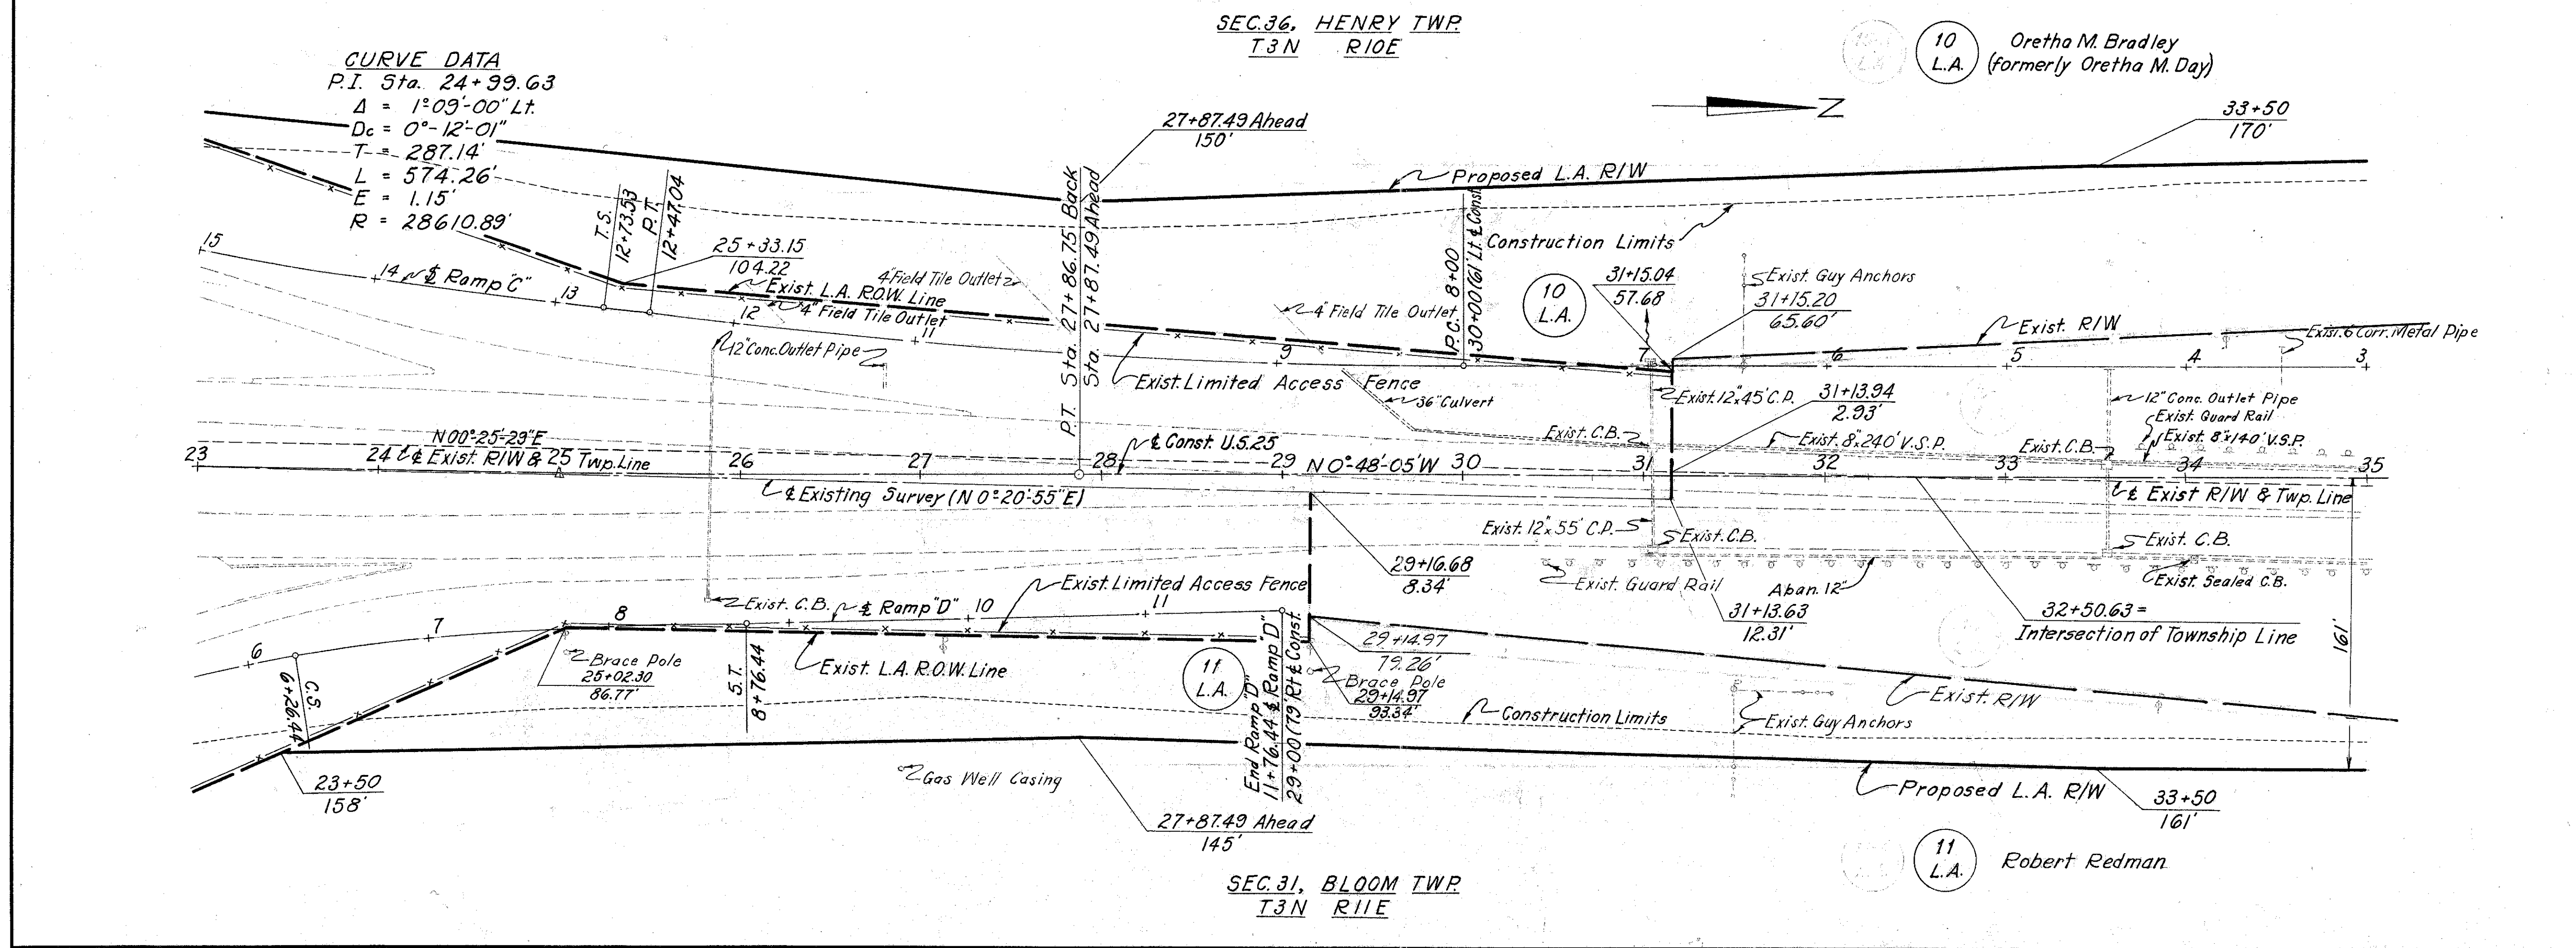 SEC. 36, HENRY TWP.
T3N R10E
10
L.A.
Oretha M. Bradley
(formerly Oretha M. Day)
CURVE DATA
P.I. Sta. 24+99.63
Δ = 1°09'-00" Lt.
Dc = 0°-12'-01"
T = 287.14'
L = 574.26'
E = 1.15'
R = 28610.89'
27+87.49 Ahead
150'
Z
33+50
170'
Proposed L.A. R/W
T.S.
12+73.53
P.T.
12+47.04
P.T. Sta. 27+86.75 Back
Sta. 27+87.49 Ahead
P.C. 8+00
30+00 (61' Lt. ℄ Const.
Construction Limits
25+33.15
104.22
4" Field Tile Outlet
15
14
℄ Ramp "C"
13
Exist. L.A. R.O.W. Line
4" Field Tile Outlet
12
11
4" Field Tile Outlet
9
10
L.A.
31+15.04
57.68
Exist. Guy Anchors
31+15.20
65.60'
Exist. R/W
Exist. 6" Corr. Metal Pipe
7
6
5
4
3
12" Conc. Outlet Pipe
Exist. Limited Access Fence
36" Culvert
Exist. 12"x45' C.P.
31+13.94
2.93'
12" Conc. Outlet Pipe
Exist. Guard Rail
Exist. C.B.
Exist. 8"x240' V.S.P.
Exist. C.B.
Exist. 8"x140' V.S.P.
N00°-25'-29"E
℄ Const. U.S. 25
23
24
℄ Exist. R/W & 25 Twp. Line
26
27
28
29
N 0°-48'-05"W
30
31
32
33
34
35
℄ Existing Survey (N 0°-20'-55"E)
℄ Exist R/W & Twp. Line
Exist. 12"x55' C.P.
Exist. C.B.
Exist. C.B.
29+16.68
8.34'
Exist. Guard Rail
Aban. 12"
Exist. Sealed C.B.
31+13.63
12.31'
32+50.63 =
Intersection of Township Line
161'
Exist. Limited Access Fence
Exist. C.B.
℄ Ramp "D"
10
11
6
7
8
C.S.
6+26.44
Brace Pole
25+02.30
86.77'
S.T.
8+76.44
Exist. L.A. R.O.W. Line
11
L.A.
End Ramp "D"
11+76.44 ℄ Ramp "D"
29+00 (79' Rt ℄ Const.
29+14.97
79.26'
Brace Pole
29+14.97
93.34'
Exist. R/W
Construction Limits
Exist. Guy Anchors
23+50
158'
Gas Well Casing
27+87.49 Ahead
145'
Proposed L.A. R/W
33+50
161'
11
L.A.
Robert Redman
SEC. 31, BLOOM TWP.
T3N R11E